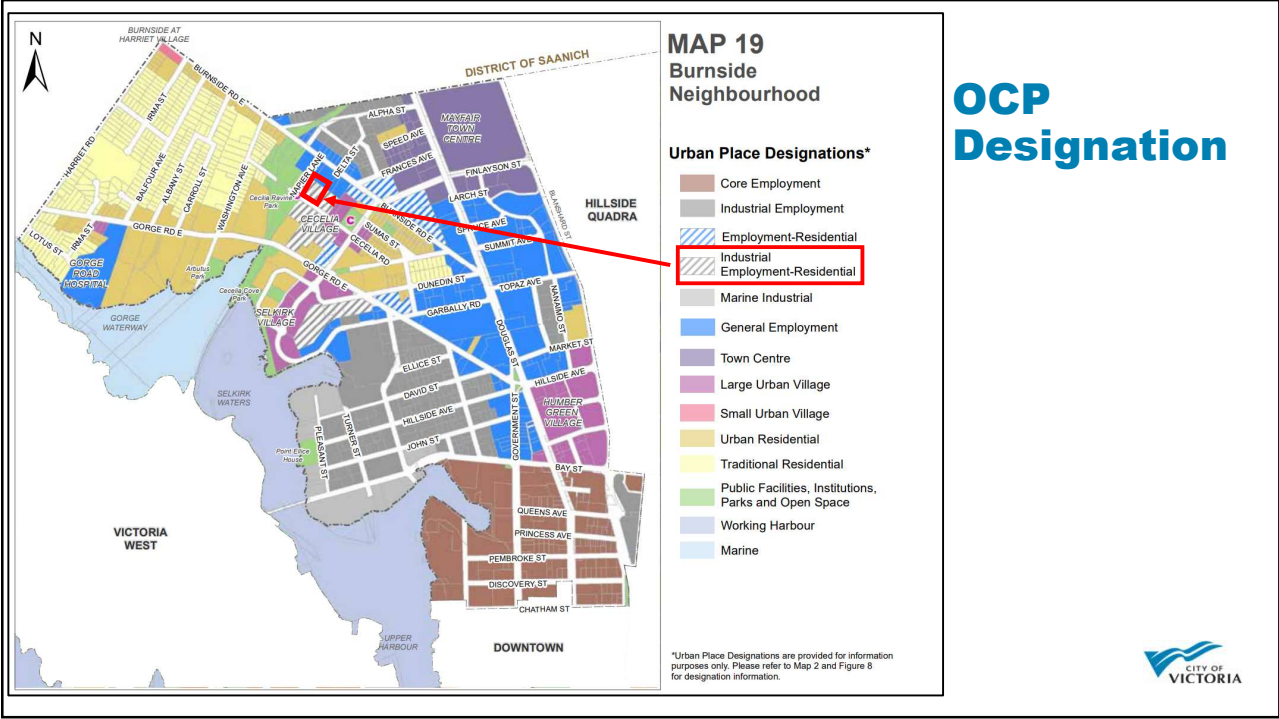 OCP
Designation
MAP 19
Burnside
Neighbourhood
Urban Place Designations*
Core Employment
Industrial Employment
Employment-Residential
Industrial
Employment-Residential
Marine Industrial
General Employment
Town Centre
Large Urban Village
Small Urban Village
Urban Residential
Traditional Residential
Public Facilities, Institutions,
Parks and Open Space
Working Harbour
Marine
*Urban Place Designations are provided for information
purposes only. Please refer to Map 2 and Figure 8
for designation information.
N
BURNSIDE AT
HARRIET VILLAGE
DISTRICT OF SAANICH
BURNSIDE RD E
IRMA ST
HARRIET RD
BALFOUR AVE
ALBANY ST
CARROLL ST
WASHINGTON AVE
ALPHA ST
MAYFAIR
TOWN
CENTRE
SPEED AVE
DELTA ST
NAPIER LANE
FRANCES AVE
FINLAYSON ST
LARCH ST
BLANSHARD ST
HILLSIDE
QUADRA
Cecilia Ravine
Park
CECELIA
VILLAGE
C
BURNSIDE RD E
SUMAS ST
CECELIA RD
SPRUCE AVE
SUMMIT AVE
LOTUS ST
IRMA ST
GORGE RD E
GORGE
ROAD
HOSPITAL
Arbutus
Park
GORGE RD E
Cecelia Cove
Park
DUNEDIN ST
TOPAZ AVE
NANAIMO ST
GARBALLY RD
SELKIRK
VILLAGE
GORGE
WATERWAY
DOUGLAS ST
MARKET ST
ELLICE ST
HILLSIDE AVE
DAVID ST
SELKIRK
WATERS
HILLSIDE AVE
HUMBER
GREEN
VILLAGE
TURNER ST
PLEASANT ST
JOHN ST
GOVERNMENT ST
Point Ellice
House
BAY ST
QUEENS AVE
PRINCESS AVE
VICTORIA
WEST
PEMBROKE ST
DISCOVERY ST
CHATHAM ST
UPPER
HARBOUR
DOWNTOWN
CITY OF
VICTORIA